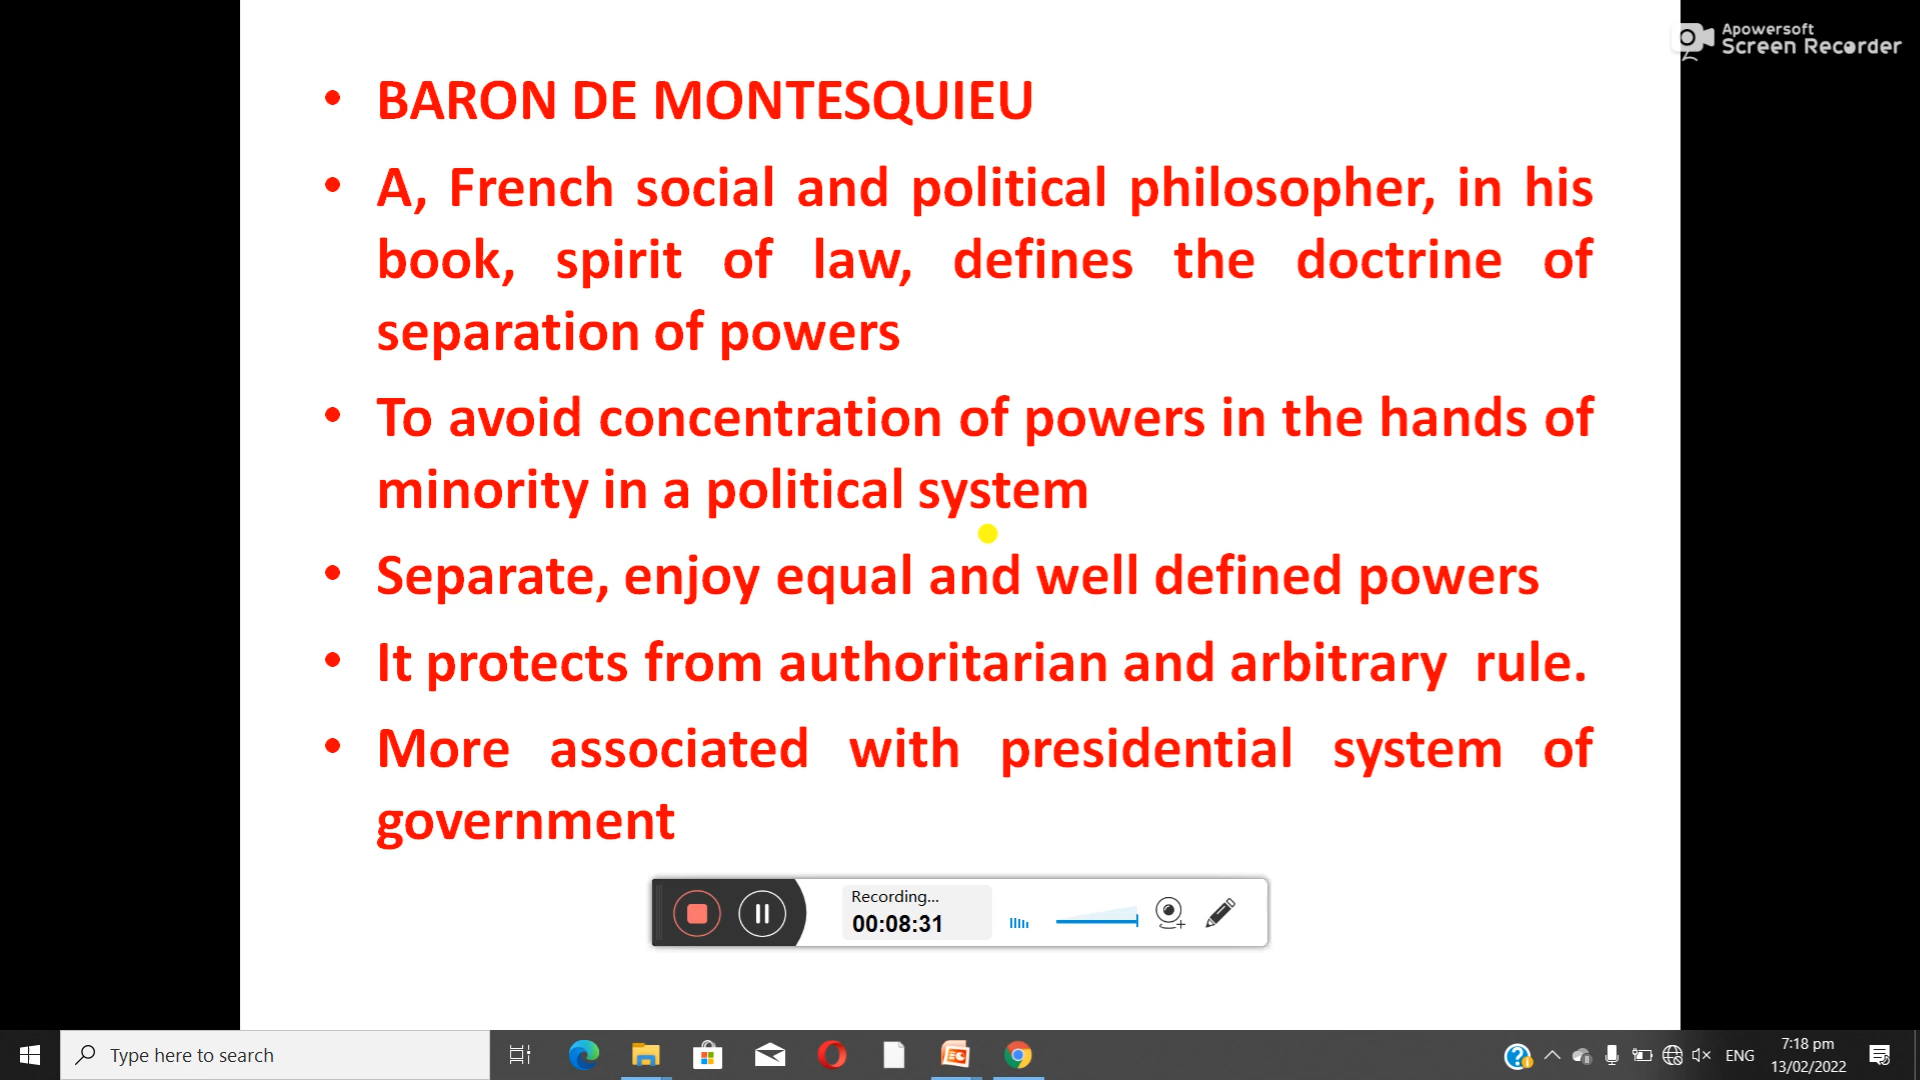 Apowersoft
Screen Recorder
• BARON DE MONTESQUIEU
• A, French social and political philosopher, in his
book, spirit of law, defines the doctrine of
separation of powers
• To avoid concentration of powers in the hands of
minority in a political system
• Separate, enjoy equal and well defined powers
• It protects from authoritarian and arbitrary rule.
• More associated with presidential system of
government
Recording...
00:08:31
Type here to search
ENG
7:18 pm
13/02/2022